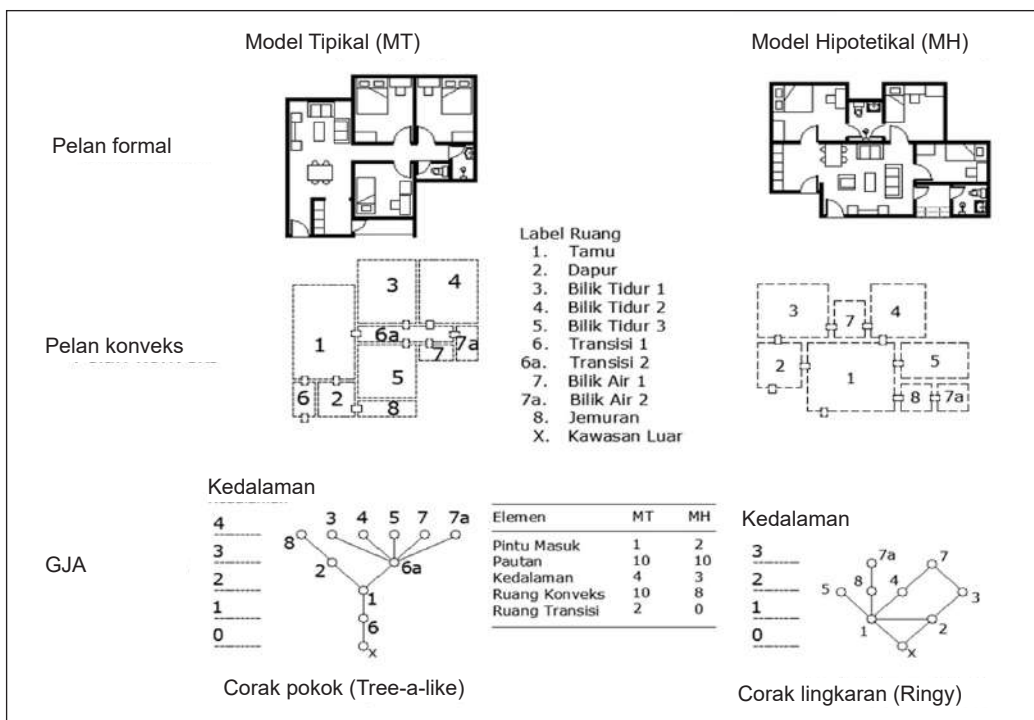 Model Tipikal (MT)
Model Hipotetikal (MH)
Pelan formal
Label Ruang
1. Tamu
2. Dapur
3. Bilik Tidur 1
4. Bilik Tidur 2
5. Bilik Tidur 3
6. Transisi 1
6a. Transisi 2
7. Bilik Air 1
7a. Bilik Air 2
8. Jemuran
X. Kawasan Luar
Pelan konveks
3 4
6a
1
7 7a
5
6 2
8
3 7 4
2 1 5
8 7a
GJA
Kedalaman
4
3
2
1
0
3 4 5 7 7a
8
2 6a
1
6
x
Elemen MT MH
Pintu Masuk 1 2
Pautan 10 10
Kedalaman 4 3
Ruang Konveks 10 8
Ruang Transisi 2 0
Kedalaman
3
2
1
0
7a 7
5 8 4 3
1 2
x
Corak pokok (Tree-a-like)
Corak lingkaran (Ringy)